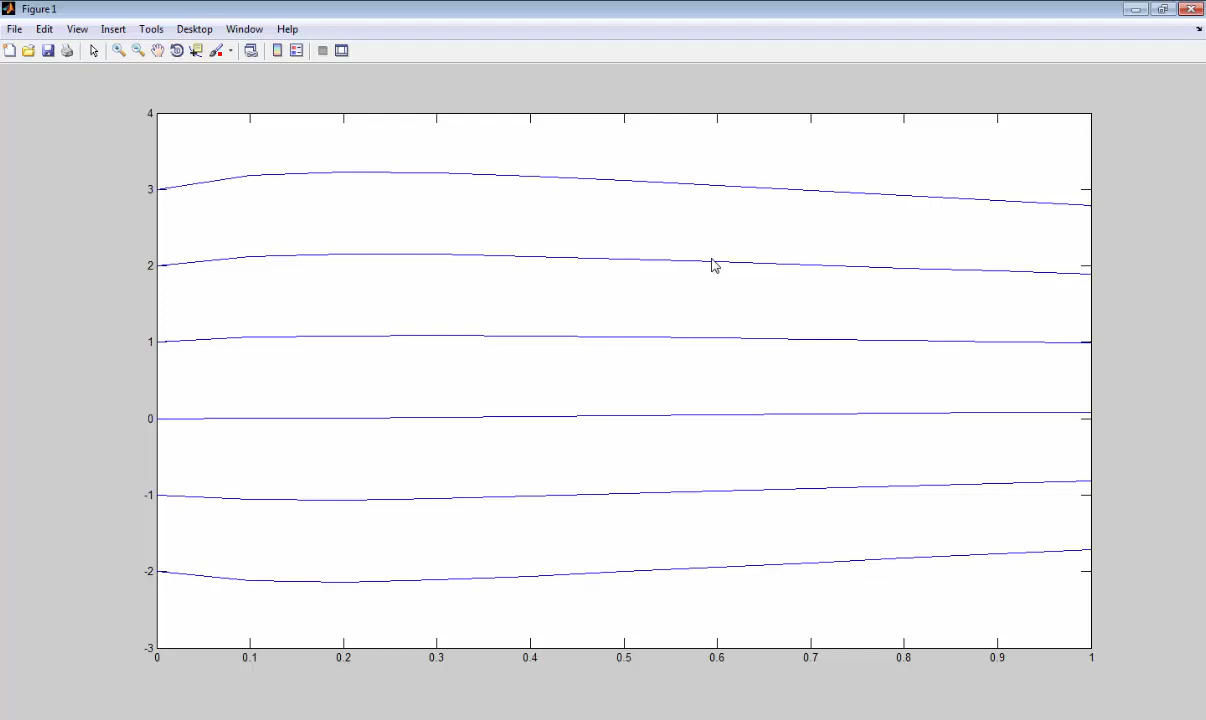 Figure 1
File Edit View Insert Tools Desktop Window Help
4
3
2
1
0
-1
-2
-3
0 0.1 0.2 0.3 0.4 0.5 0.6 0.7 0.8 0.9 1